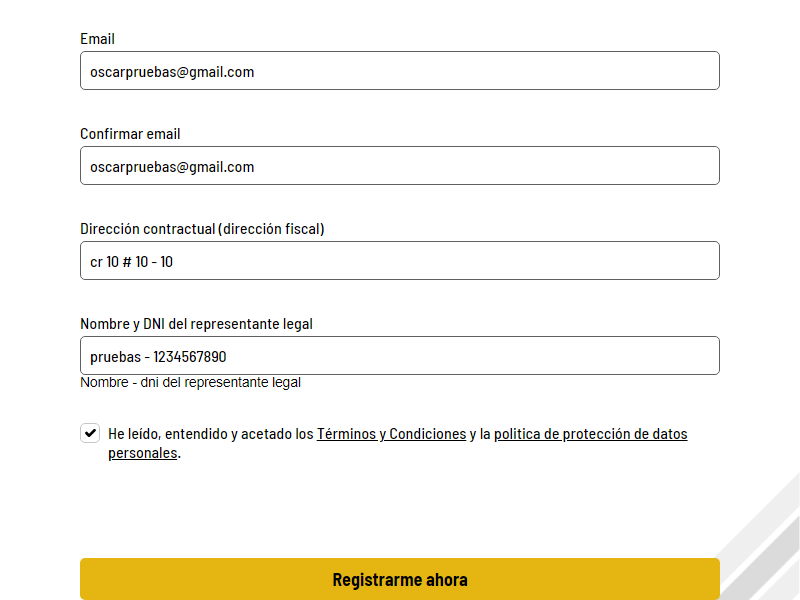 Email
oscarpruebas@gmail.com
Confirmar email
oscarpruebas@gmail.com
Dirección contractual (dirección fiscal)
cr 10 # 10 - 10
Nombre y DNI del representante legal
pruebas - 1234567890
Nombre - dni del representante legal
He leído, entendido y acetado los Términos y Condiciones y la politica de protección de datos
personales.
Registrarme ahora